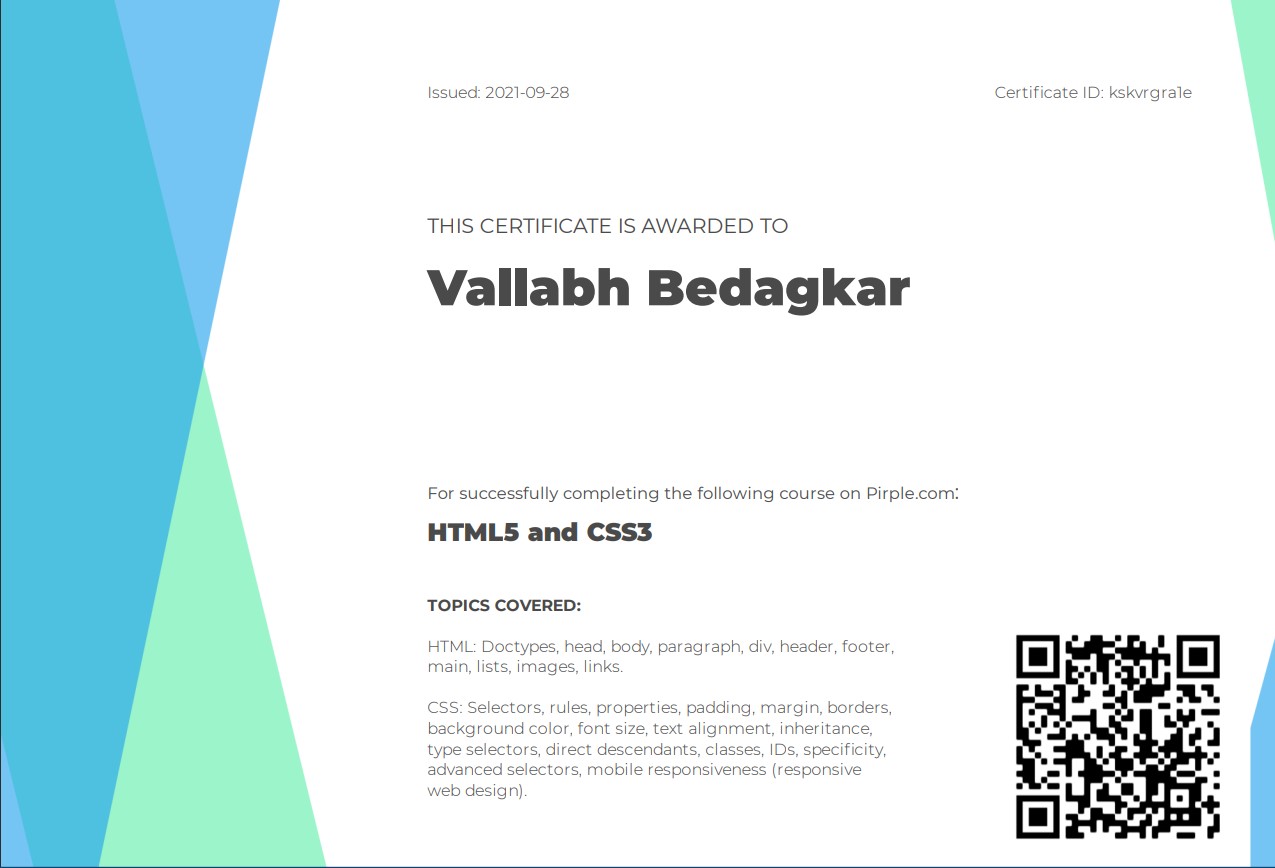 Issued: 2021-09-28
Certificate ID: kskvrgra1e
THIS CERTIFICATE IS AWARDED TO
Vallabh Bedagkar
For successfully completing the following course on Pirple.com:
HTML5 and CSS3
TOPICS COVERED:
HTML: Doctypes, head, body, paragraph, div, header, footer,
main, lists, images, links.
CSS: Selectors, rules, properties, padding, margin, borders,
background color, font size, text alignment, inheritance,
type selectors, direct descendants, classes, IDs, specificity,
advanced selectors, mobile responsiveness (responsive
web design).